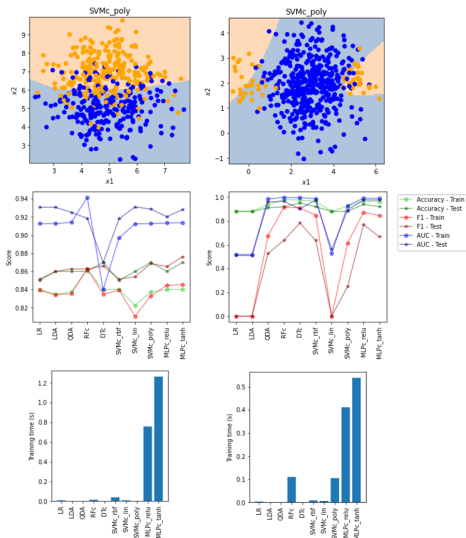 SVMc_poly
9
8
7
6
5
4
3
x2
3
4
5
6
7
x1
SVMc_poly
4
3
2
1
0
−1
x2
0
2
4
6
x1
0.94
0.92
0.90
0.88
0.86
0.84
0.82
Score
LR
LDA
QDA
RFc
DTc
SVMc_rbf
SVMc_lin
SVMc_poly
MLPc_relu
MLPc_tanh
1.0
0.8
0.6
0.4
0.2
0.0
Score
LR
LDA
QDA
RFc
DTc
SVMc_rbf
SVMc_lin
SVMc_poly
MLPc_relu
MLPc_tanh
Accuracy - Train
Accuracy - Test
F1 - Train
F1 - Test
AUC - Train
AUC - Test
1.2
1.0
0.8
0.6
0.4
0.2
0.0
Training time (s)
LR
LDA
QDA
RFc
DTc
SVMc_rbf
SVMc_lin
SVMc_poly
MLPc_relu
MLPc_tanh
0.5
0.4
0.3
0.2
0.1
0.0
Training time (s)
LR
LDA
QDA
RFc
DTc
SVMc_rbf
SVMc_lin
SVMc_poly
MLPc_relu
MLPc_tanh